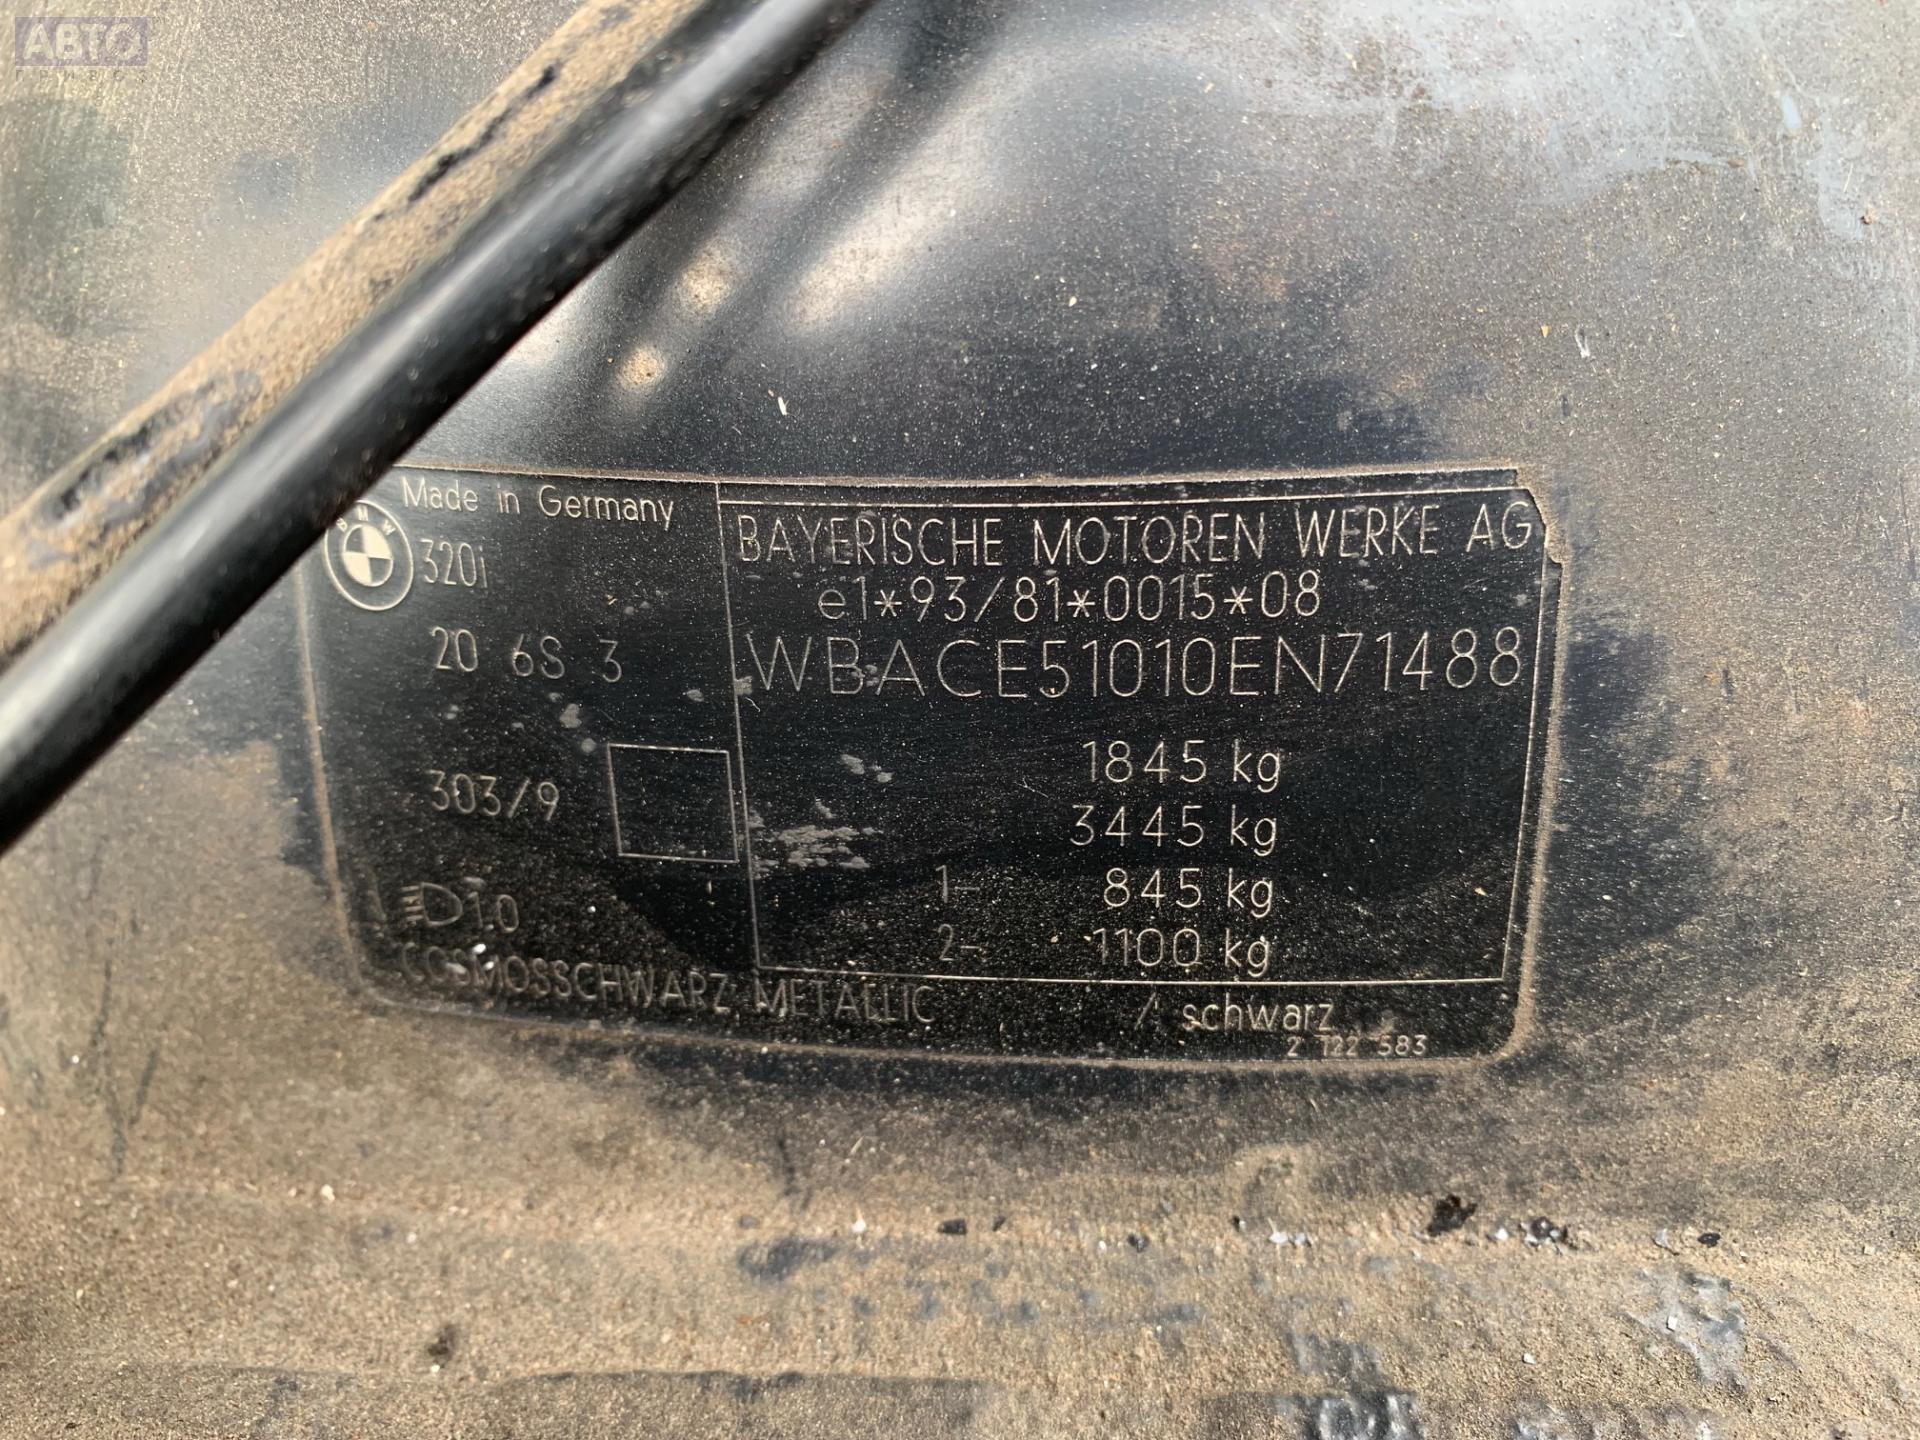 АВТО
ПРИВОЗ
Made in Germany
BMW
320i
20 6S 3
303/9
1.0
COSMOSSCHWARZ METALLIC / schwarz
2 122 583
BAYERISCHE MOTOREN WERKE AG
e1*93/81*0015*08
WBACE51010EN71488
1845 kg
3445 kg
1- 845 kg
2- 1100 kg